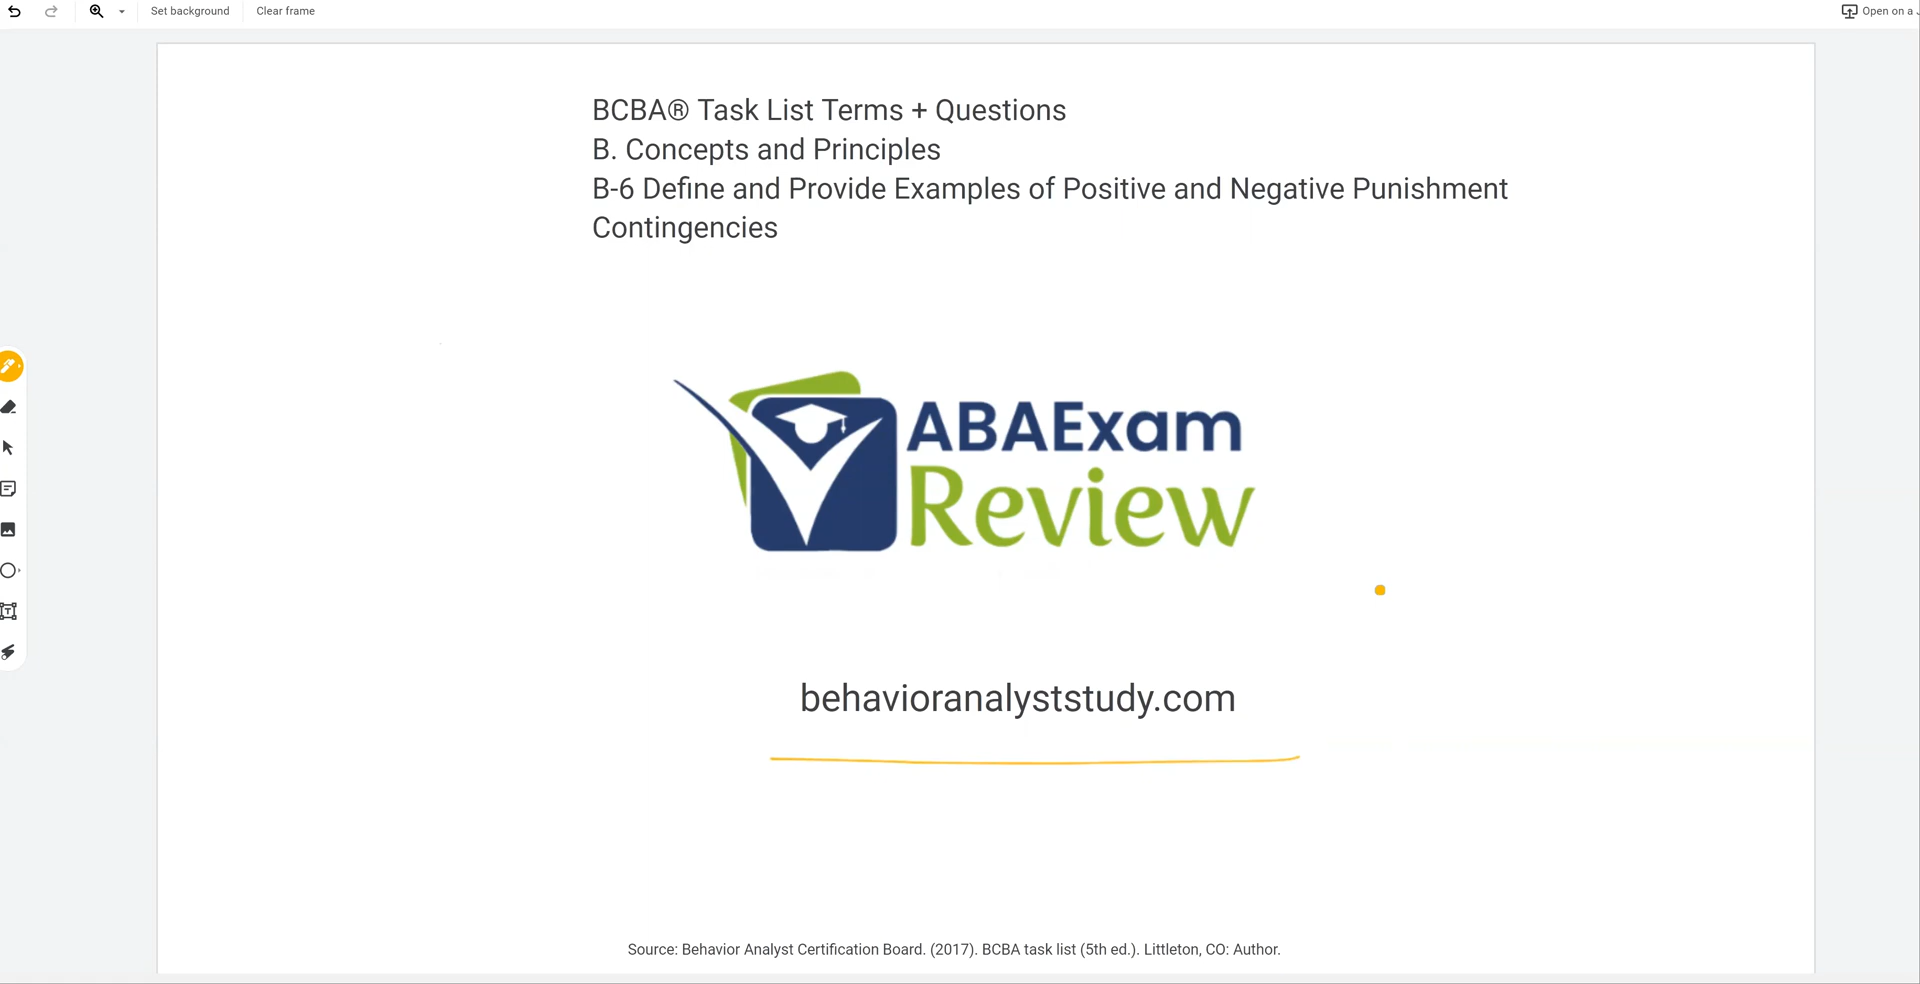 Set background
Clear frame
Open on a
BCBA® Task List Terms + Questions
B. Concepts and Principles
B-6 Define and Provide Examples of Positive and Negative Punishment
Contingencies
ABAExam
Review
behavioranalyststudy.com
Source: Behavior Analyst Certification Board. (2017). BCBA task list (5th ed.). Littleton, CO: Author.